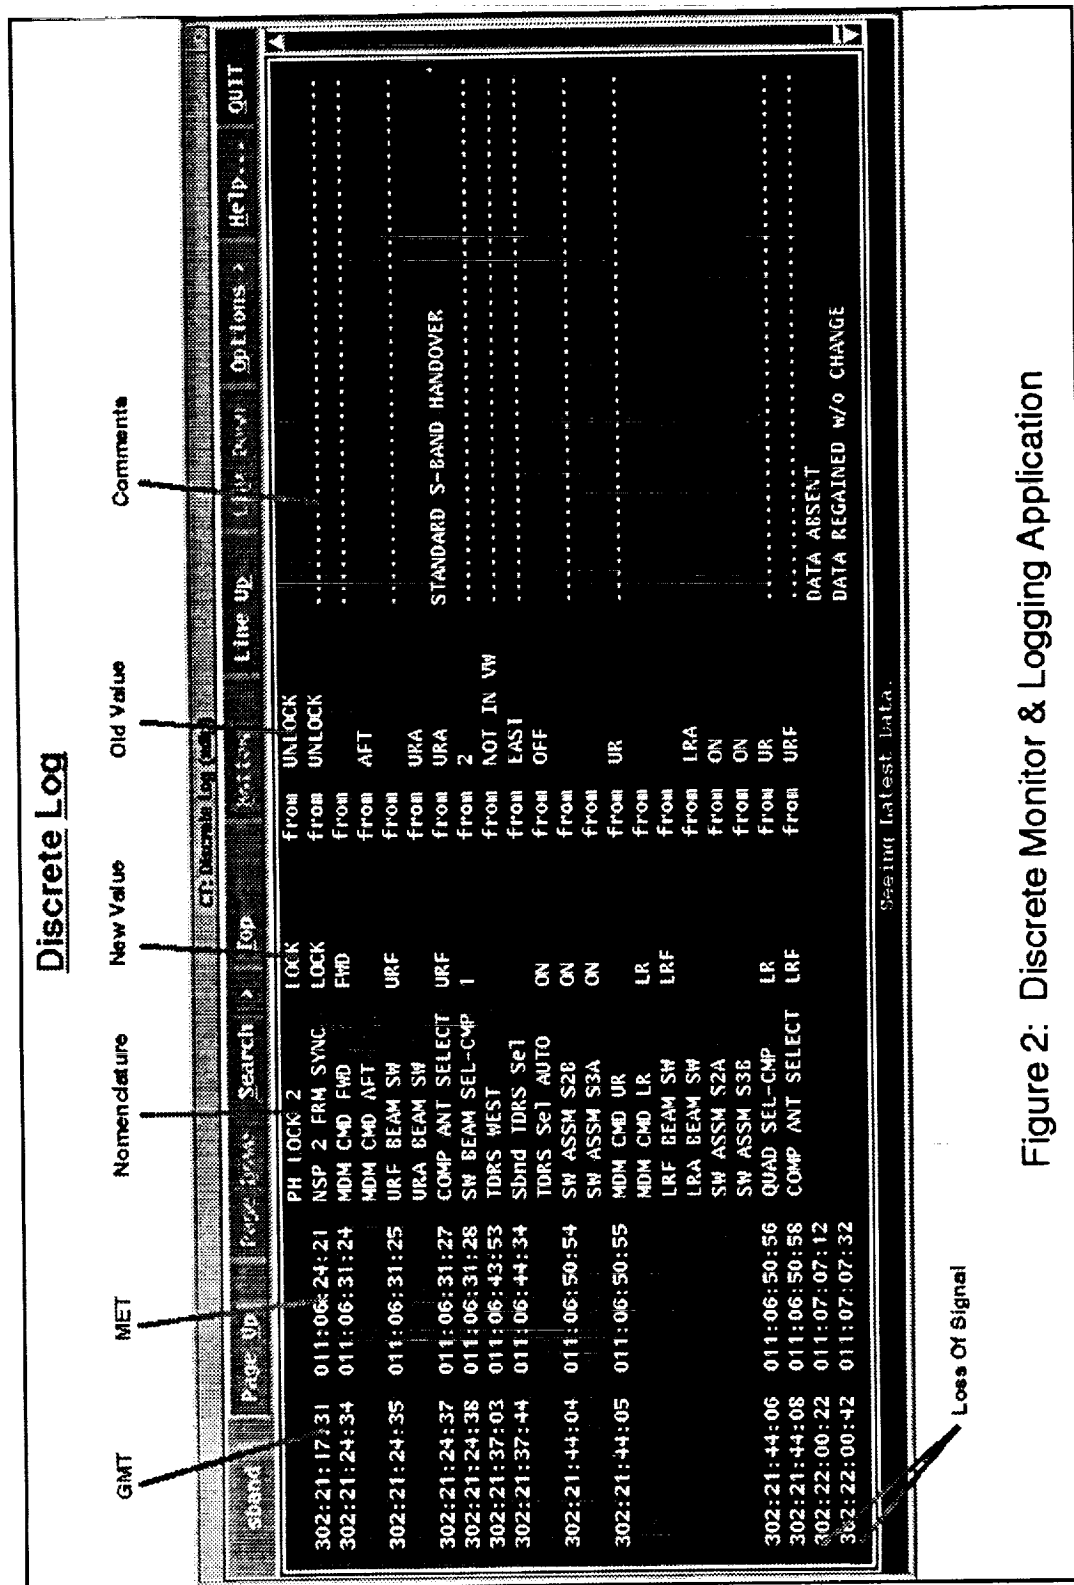 Discrete Log
GMT MET Nomenclature New Value Old Value Comments
CT: Discrete Log
sband Page Up Page Down Search > Top Bottom Line Up Line Down Options > Help... QUIT
PH LOCK 2 LOCK from UNLOCK
302:21:17:31 011:06:24:21 NSP 2 FRM SYNC LOCK from UNLOCK
302:21:24:34 011:06:31:24 MDM CMD FWD FWD from
MDM CMD AFT from AFT
302:21:24:35 011:06:31:25 URF BEAM SW URF from
URA BEAM SW from URA
302:21:24:37 011:06:31:27 COMP ANT SELECT URF from URA STANDARD S-BAND HANDOVER
302:21:24:38 011:06:31:28 SW BEAM SEL-CMP 1 from 2
302:21:37:03 011:06:43:53 TDRS WEST from NOT IN VW
302:21:37:44 011:06:44:34 Sbnd TDRS Sel from EAST
TDRS Sel AUTO ON from OFF
302:21:44:04 011:06:50:54 SW ASSM S2B ON from
SW ASSM S3A ON from
302:21:44:05 011:06:50:55 MDM CMD UR from UR
MDM CMD LR LR from
LRF BEAM SW LRF from
LRA BEAM SW from LRA
SW ASSM S2A from ON
SW ASSM S3B from ON
302:21:44:06 011:06:50:56 QUAD SEL-CMP LR from UR
302:21:44:08 011:06:50:58 COMP ANT SELECT LRF from URF
302:22:00:22 011:07:07:12 DATA ABSENT
302:22:00:42 011:07:07:32 DATA REGAINED w/o CHANGE
Seeing Latest Data.
Loss Of Signal
Figure 2: Discrete Monitor & Logging Application